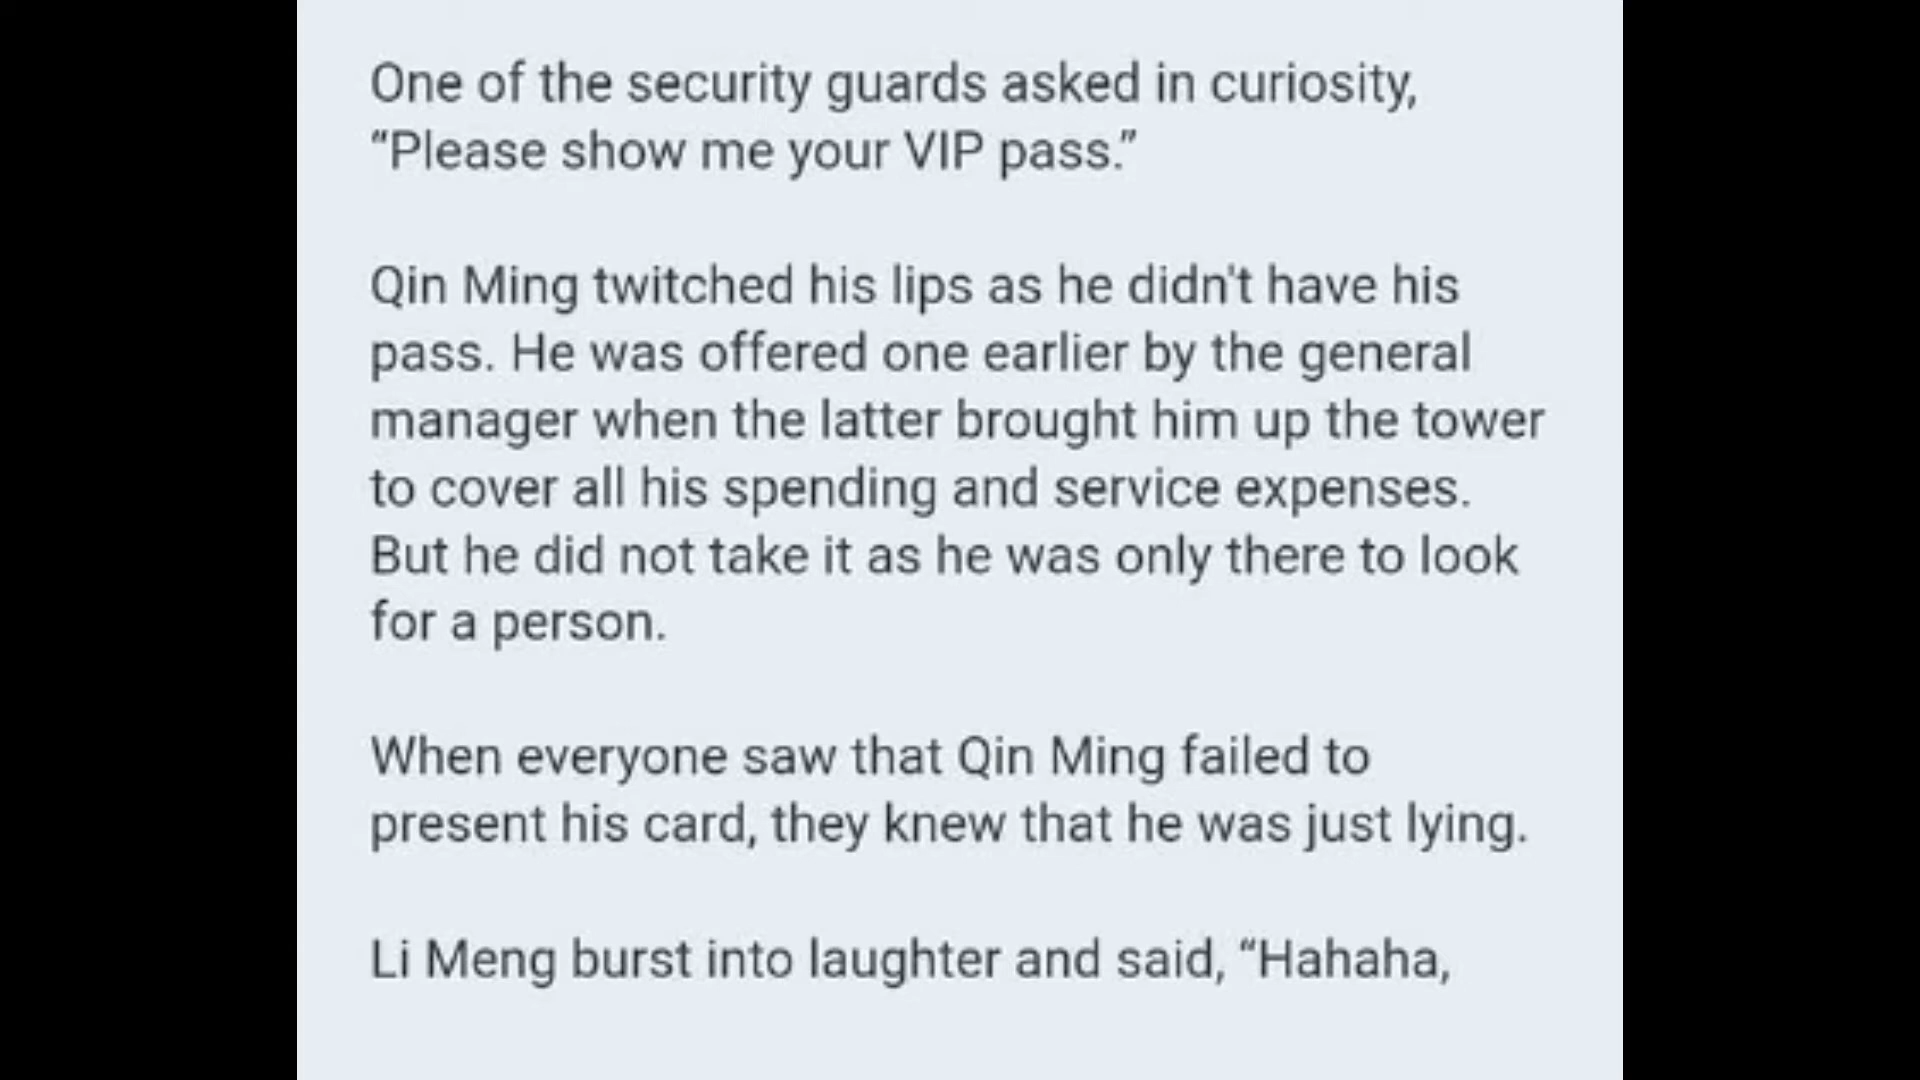 One of the security guards asked in curiosity,
“Please show me your VIP pass.”
Qin Ming twitched his lips as he didn't have his
pass. He was offered one earlier by the general
manager when the latter brought him up the tower
to cover all his spending and service expenses.
But he did not take it as he was only there to look
for a person.
When everyone saw that Qin Ming failed to
present his card, they knew that he was just lying.
Li Meng burst into laughter and said, “Hahaha,